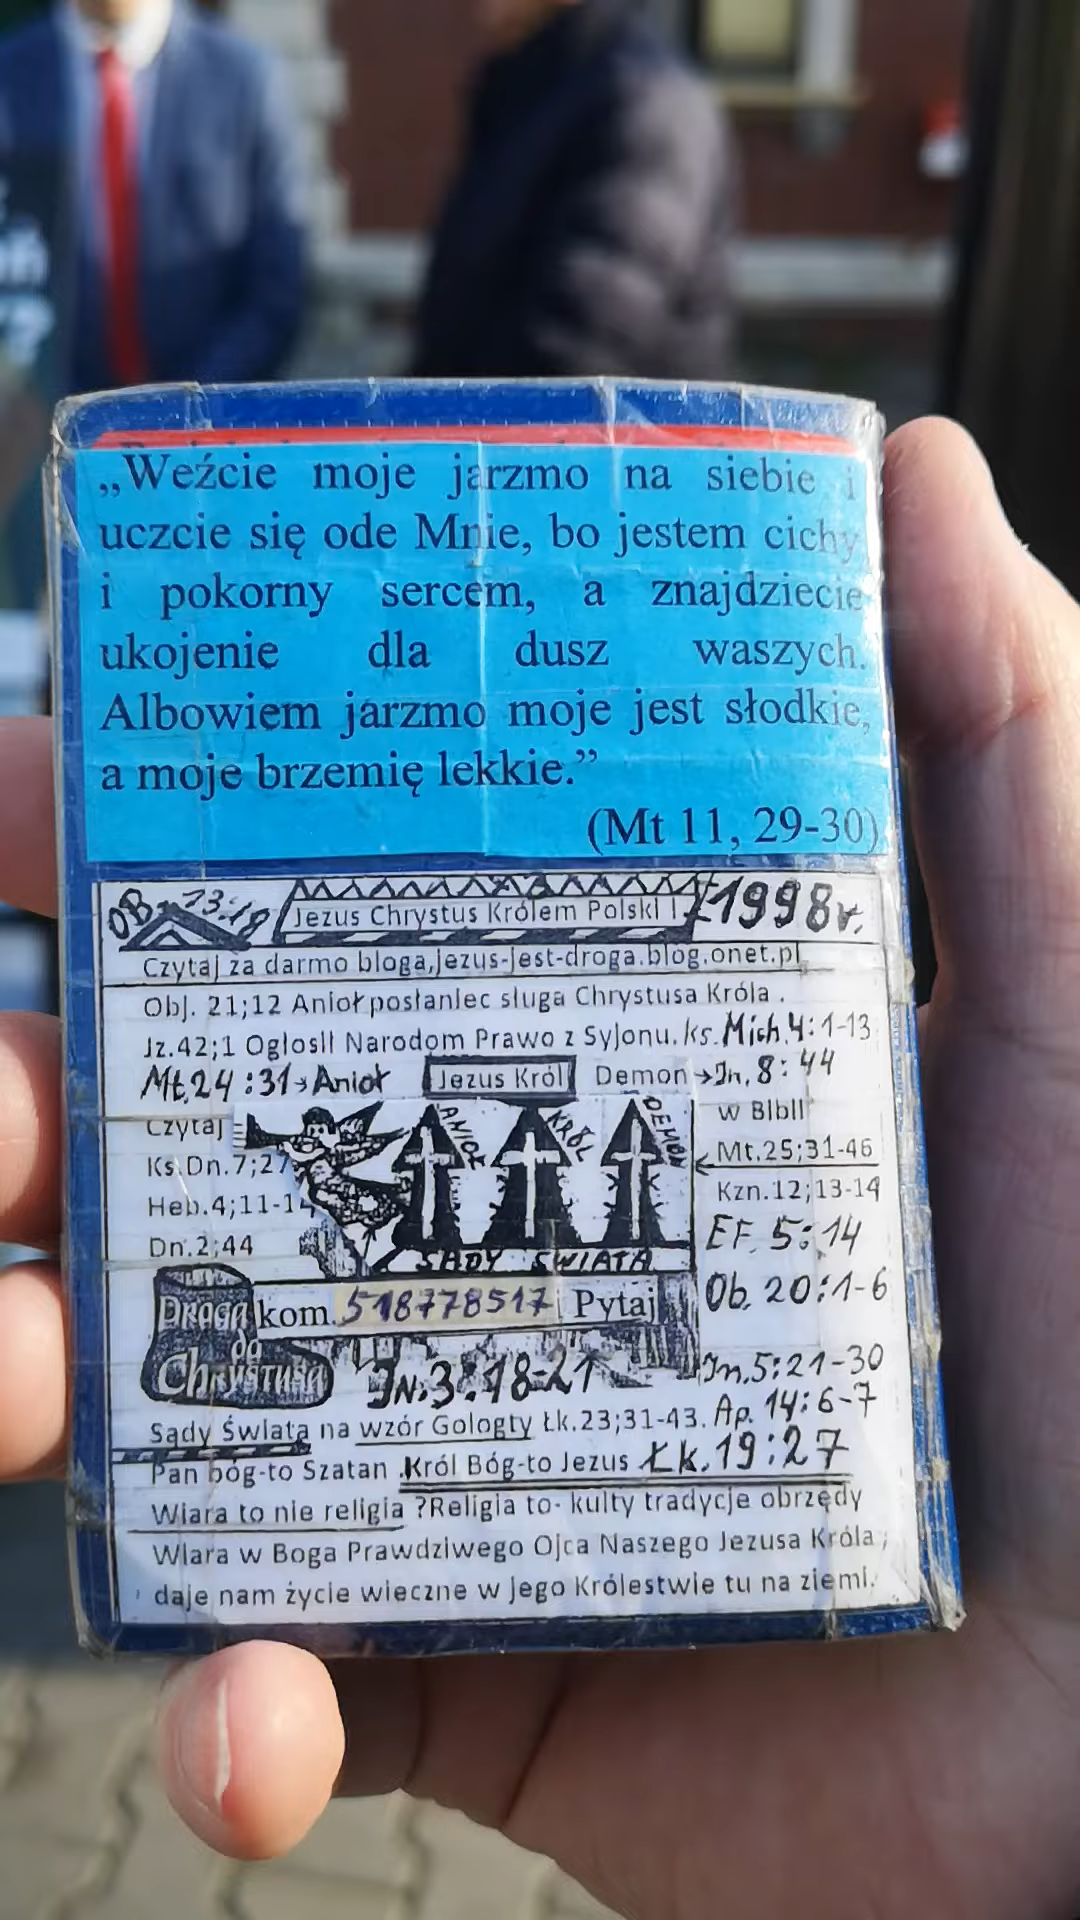 „Weźcie moje jarzmo na siebie i
uczcie się ode Mnie, bo jestem cichy
i pokorny sercem, a znajdziecie
ukojenie dla dusz waszych.
Albowiem jarzmo moje jest słodkie,
a moje brzemię lekkie.”
(Mt 11, 29-30)
OB. 13:18 Jezus Chrystus Królem Polski ! 1998r.
Czytaj za darmo bloga,jezus-jest-droga.blog.onet.pl
Obj. 21;12 Anioł posłaniec sługa Chrystusa Króla .
Jz.42;1 Ogłosił Narodom Prawo z Syjonu. ks. Mich. 4:1-13
Mt. 24:31→Anioł Jezus Król Demon→Jn. 8:44
Czytaj
Ks.Dn.7;27
Heb.4;11-14
Dn.2;44
ANIOŁ KRÓL DEMON
SĄDY ŚWIATA
w Biblii
Mt.25;31-46
Kzn.12;13-14
EF. 5:14
Ob. 20:1-6
Droga
do
Chrystusa
kom. 518778517 Pytaj
JN.3:18-21 Jn.5:21-30
Sądy Świata na wzór Gologty Łk.23;31-43. Ap. 14:6-7
Pan bóg-to Szatan .Król Bóg-to Jezus Łk. 19:27
Wiara to nie religia ?Religia to- kulty tradycje obrzędy
Wiara w Boga Prawdziwego Ojca Naszego Jezusa Króla ;
daje nam życie wieczne w Jego Królestwie tu na ziemi.